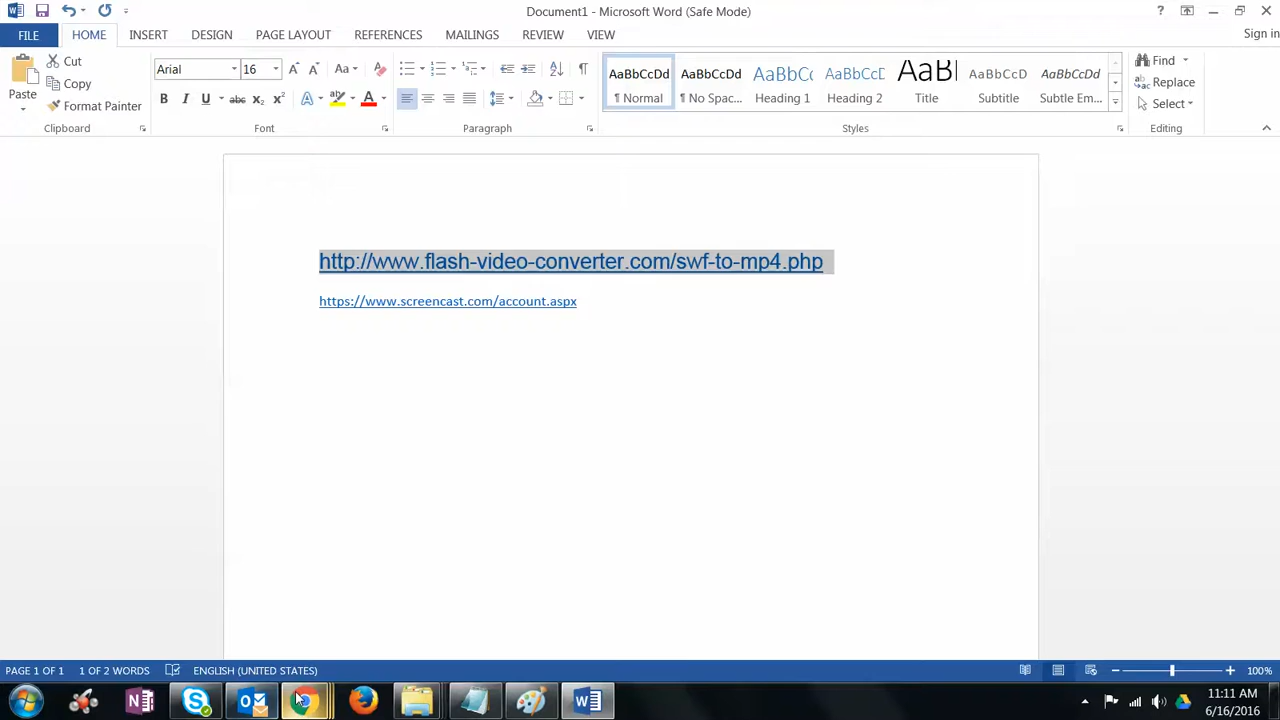 Document1 - Microsoft Word (Safe Mode)
FILE HOME INSERT DESIGN PAGE LAYOUT REFERENCES MAILINGS REVIEW VIEW Sign in
Paste
Cut
Copy
Format Painter
Clipboard
Arial 16
Font
Paragraph
AaBbCcDd AaBbCcDd AaBbCc AaBbCcD AaBl AaBbCcD AaBbCcDd
¶ Normal ¶ No Spac... Heading 1 Heading 2 Title Subtitle Subtle Em...
Styles
Find
Replace
Select
Editing
http://www.flash-video-converter.com/swf-to-mp4.php
https://www.screencast.com/account.aspx
PAGE 1 OF 1 1 OF 2 WORDS ENGLISH (UNITED STATES) 100%
11:11 AM
6/16/2016